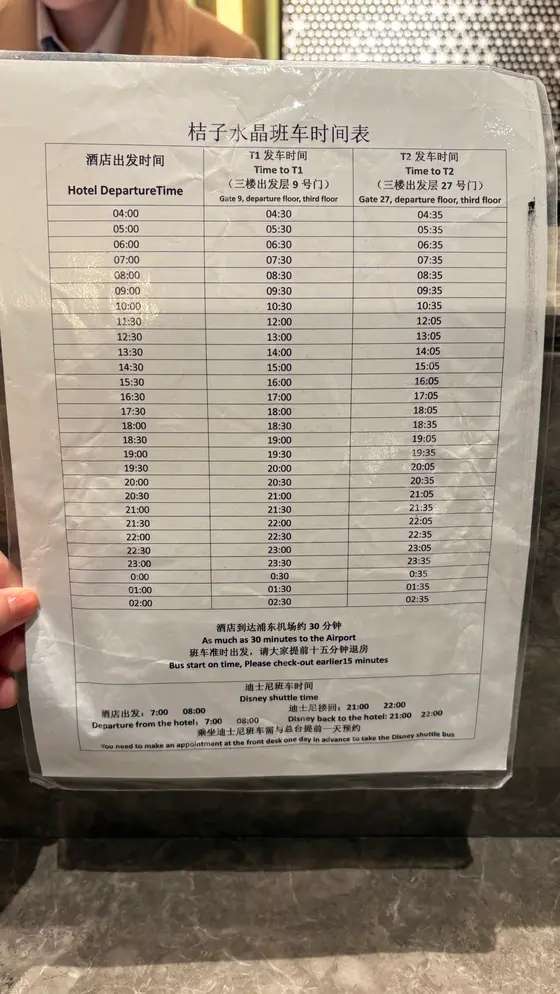 桔子水晶班车时间表
酒店出发时间 T1 发车时间 T2 发车时间
Time to T1 Time to T2
Hotel DepartureTime （三楼出发层 9 号门） （三楼出发层 27 号门）
Gate 9, departure floor, third floor Gate 27, departure floor, third floor
04:00 04:30 04:35
05:00 05:30 05:35
06:00 06:30 06:35
07:00 07:30 07:35
08:00 08:30 08:35
09:00 09:30 09:35
10:00 10:30 10:35
11:30 12:00 12:05
12:30 13:00 13:05
13:30 14:00 14:05
14:30 15:00 15:05
15:30 16:00 16:05
16:30 17:00 17:05
17:30 18:00 18:05
18:00 18:30 18:35
18:30 19:00 19:05
19:00 19:30 19:35
19:30 20:00 20:05
20:00 20:30 20:35
20:30 21:00 21:05
21:00 21:30 21:35
21:30 22:00 22:05
22:00 22:30 22:35
22:30 23:00 23:05
23:00 23:30 23:35
0:00 0:30 0:35
01:00 01:30 01:35
02:00 02:30 02:35
酒店到达浦东机场约 30 分钟
As much as 30 minutes to the Airport
班车准时出发，请大家提前十五分钟退房
Bus start on time, Please check-out earlier15 minutes
迪士尼班车时间
Disney shuttle time
酒店出发：7:00 08:00 迪士尼接回：21:00 22:00
Departure from the hotel：7:00 08:00 Disney back to the hotel: 21:00 22:00
乘坐迪士尼班车需与总台提前一天预约
You need to make an appointment at the front desk one day in advance to take the Disney shuttle bus